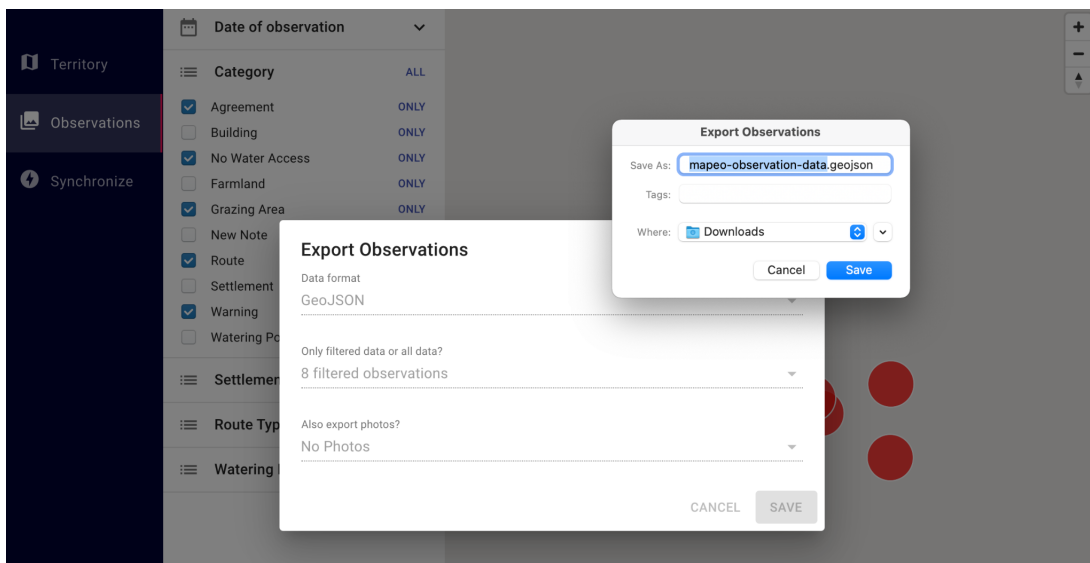 Territory
Observations
Synchronize
Date of observation
Category ALL
Agreement ONLY
Building ONLY
No Water Access ONLY
Farmland ONLY
Grazing Area ONLY
New Note
Route
Settlement
Warning
Watering Po
Settlemen
Route Typ
Watering
Export Observations
Data format
GeoJSON
Only filtered data or all data?
8 filtered observations
Also export photos?
No Photos
CANCEL SAVE
Export Observations
Save As: mapeo-observation-data.geojson
Tags:
Where: Downloads
Cancel Save